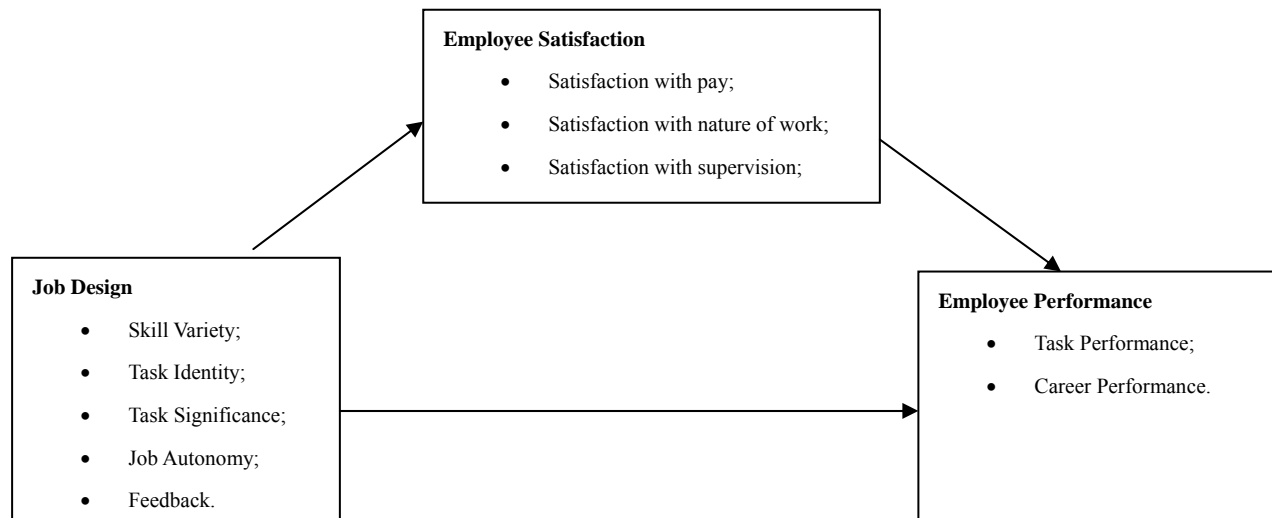 Employee Satisfaction
• Satisfaction with pay;
• Satisfaction with nature of work;
• Satisfaction with supervision;
Job Design
• Skill Variety;
• Task Identity;
• Task Significance;
• Job Autonomy;
• Feedback.
Employee Performance
• Task Performance;
• Career Performance.